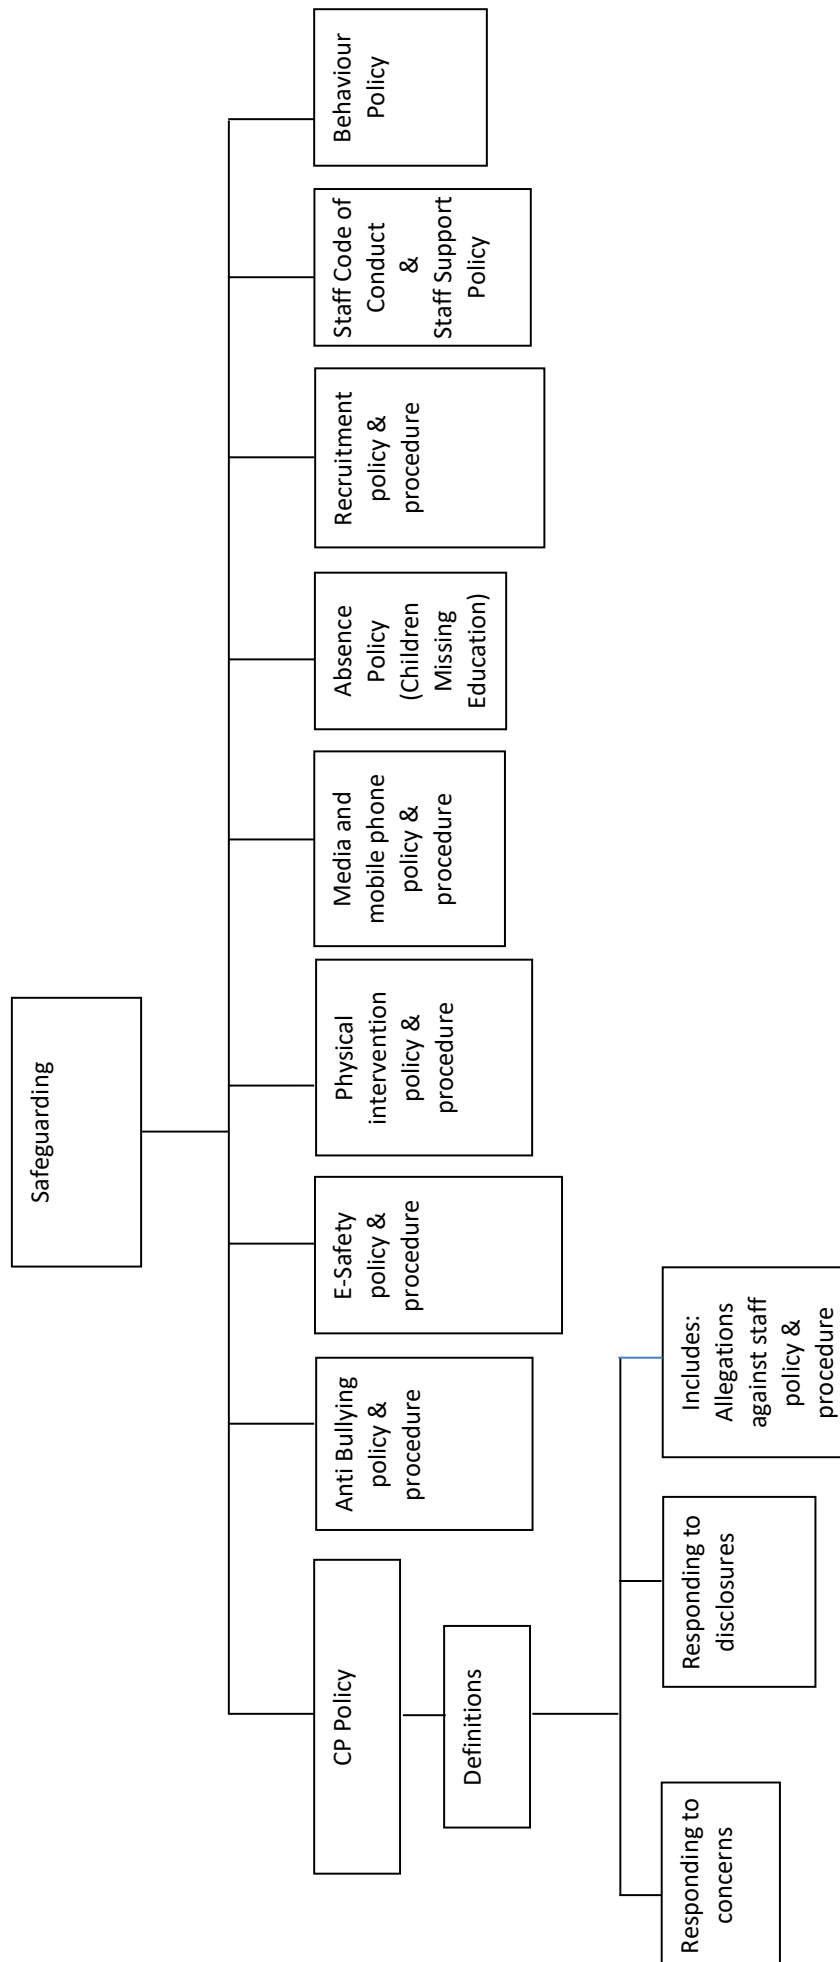 Safeguarding
CP Policy
Anti Bullying
policy &
procedure
E-Safety
policy &
procedure
Physical
intervention
policy &
procedure
Media and
mobile phone
policy &
procedure
Absence
Policy
(Children
Missing
Education)
Recruitment
policy &
procedure
Staff Code of
Conduct
&
Staff Support
Policy
Behaviour
Policy
Definitions
Responding to
concerns
Responding to
disclosures
Includes:
Allegations
against staff
policy &
procedure